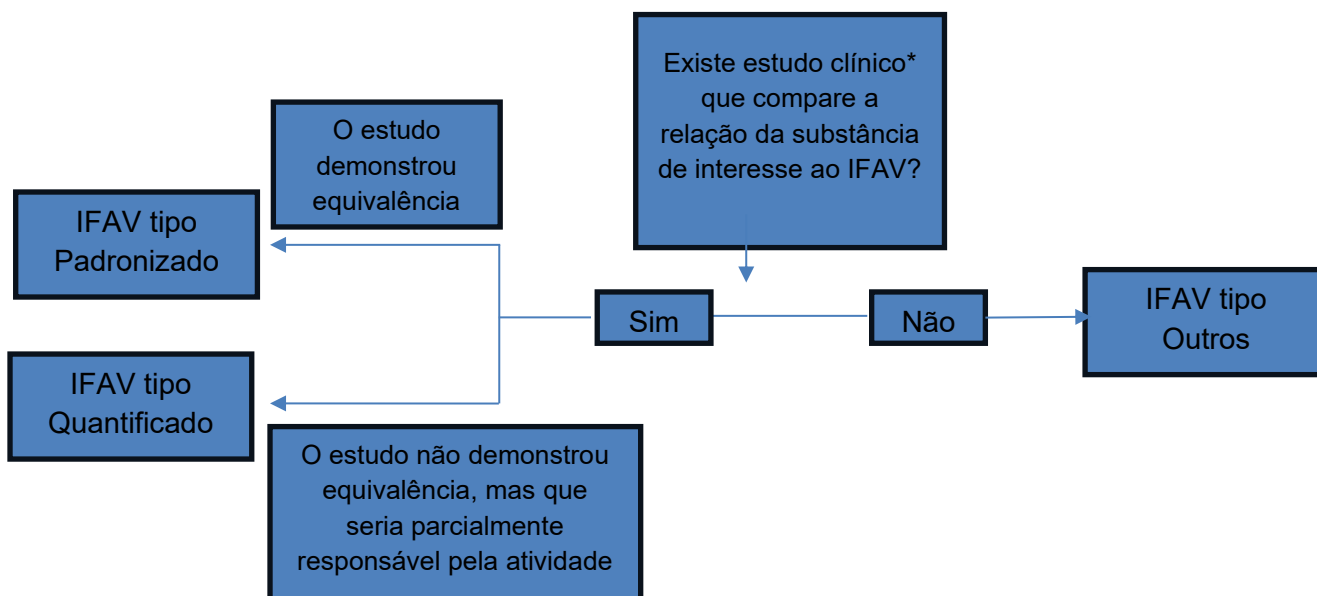 Existe estudo clínico*
que compare a
relação da substância
de interesse ao IFAV?
O estudo
demonstrou
equivalência
IFAV tipo
Padronizado
Sim
Não
IFAV tipo
Outros
IFAV tipo
Quantificado
O estudo não demonstrou
equivalência, mas que
seria parcialmente
responsável pela atividade